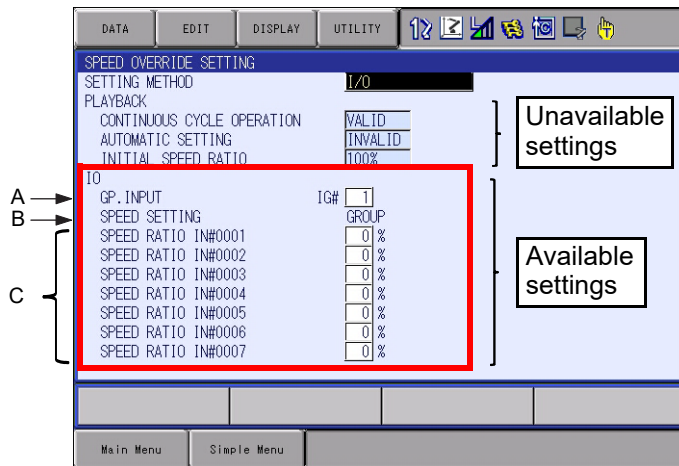 DATA EDIT DISPLAY UTILITY
SPEED OVERRIDE SETTING
SETTING METHOD I/O
PLAYBACK
CONTINUOUS CYCLE OPERATION VALID
AUTOMATIC SETTING INVALID
INITIAL SPEED RATIO 100%
Unavailable
settings
IO
A GP.INPUT IG# 1
B SPEED SETTING GROUP
C
SPEED RATIO IN#0001 0 %
SPEED RATIO IN#0002 0 %
SPEED RATIO IN#0003 0 %
SPEED RATIO IN#0004 0 %
SPEED RATIO IN#0005 0 %
SPEED RATIO IN#0006 0 %
SPEED RATIO IN#0007 0 %
Available
settings
Main Menu Simple Menu